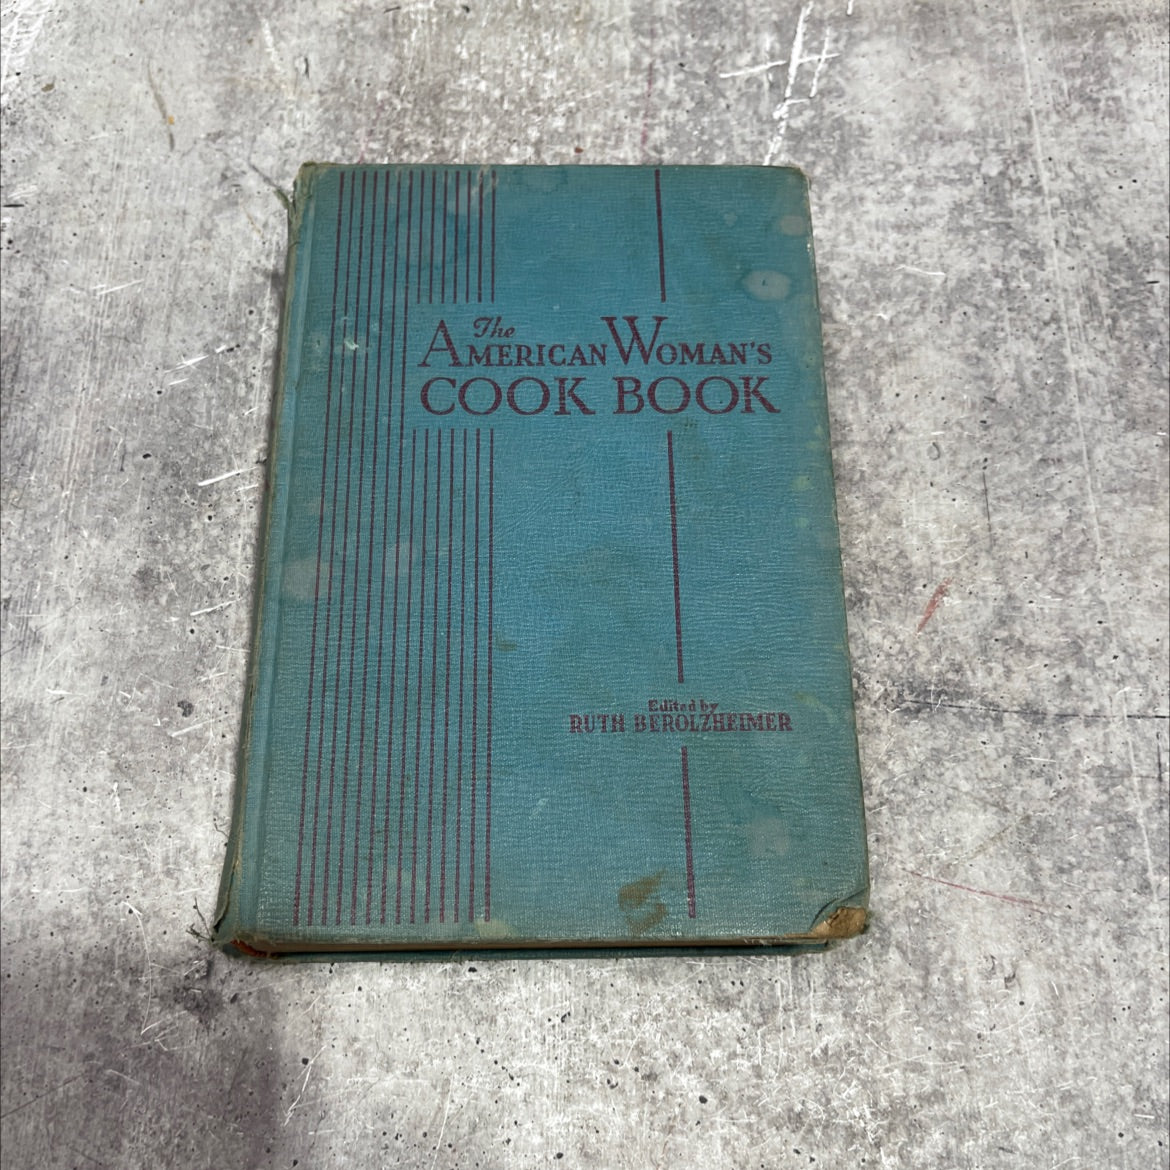 The
AMERICAN WOMAN'S
COOK BOOK
Edited by
RUTH BEROLZHEIMER